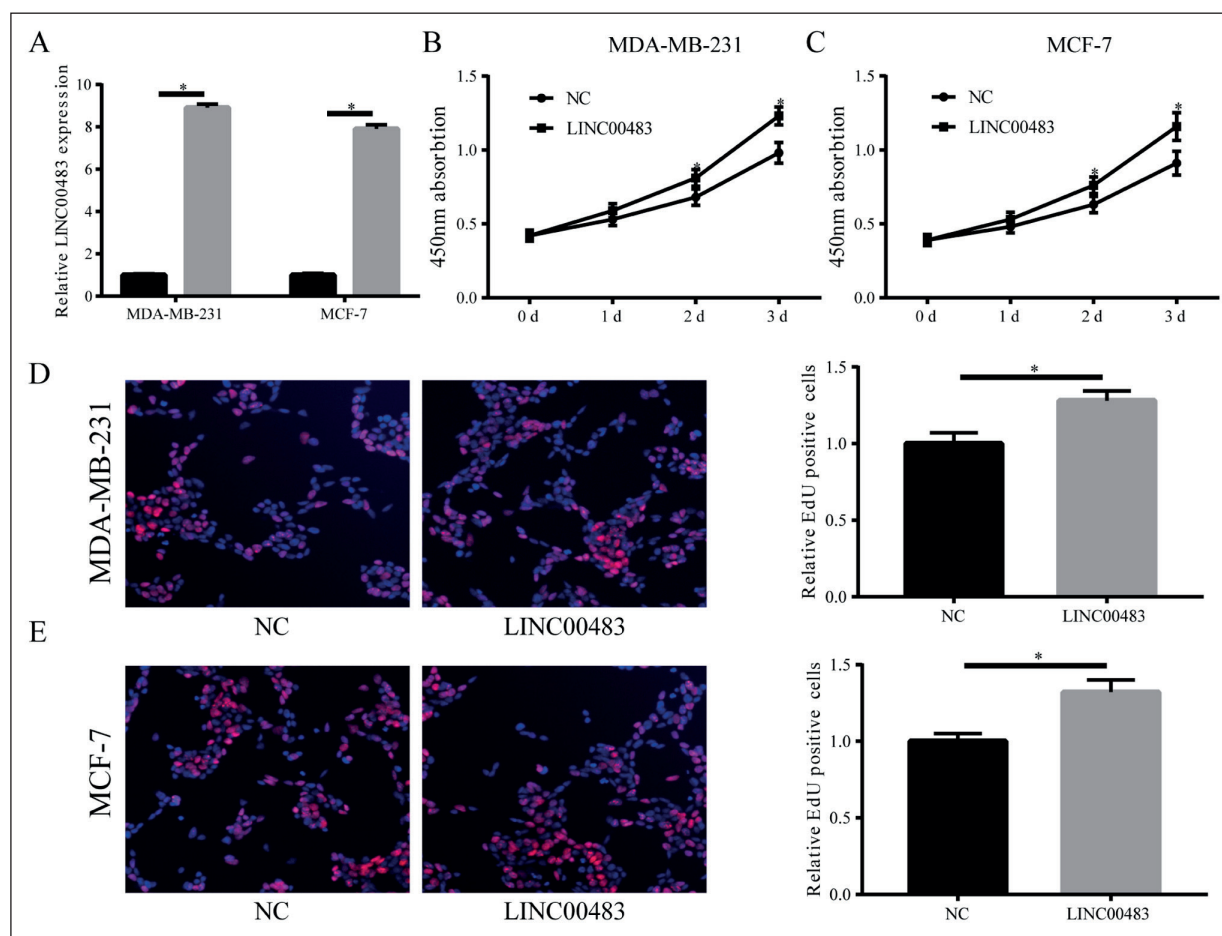 A
Relative LINC00483 expression
10
8
6
4
2
0
*
*
MDA-MB-231
MCF-7
B
MDA-MB-231
450nm absorbtion
1.5
1.0
0.5
0.0
NC
LINC00483
*
*
0 d
1 d
2 d
3 d
C
MCF-7
450nm absorbtion
1.5
1.0
0.5
0.0
NC
LINC00483
*
*
0 d
1 d
2 d
3 d
D
MDA-MB-231
NC
LINC00483
Relative EdU positive cells
1.5
1.0
0.5
0.0
*
NC
LINC00483
E
MCF-7
NC
LINC00483
Relative EdU positive cells
1.5
1.0
0.5
0.0
*
NC
LINC00483